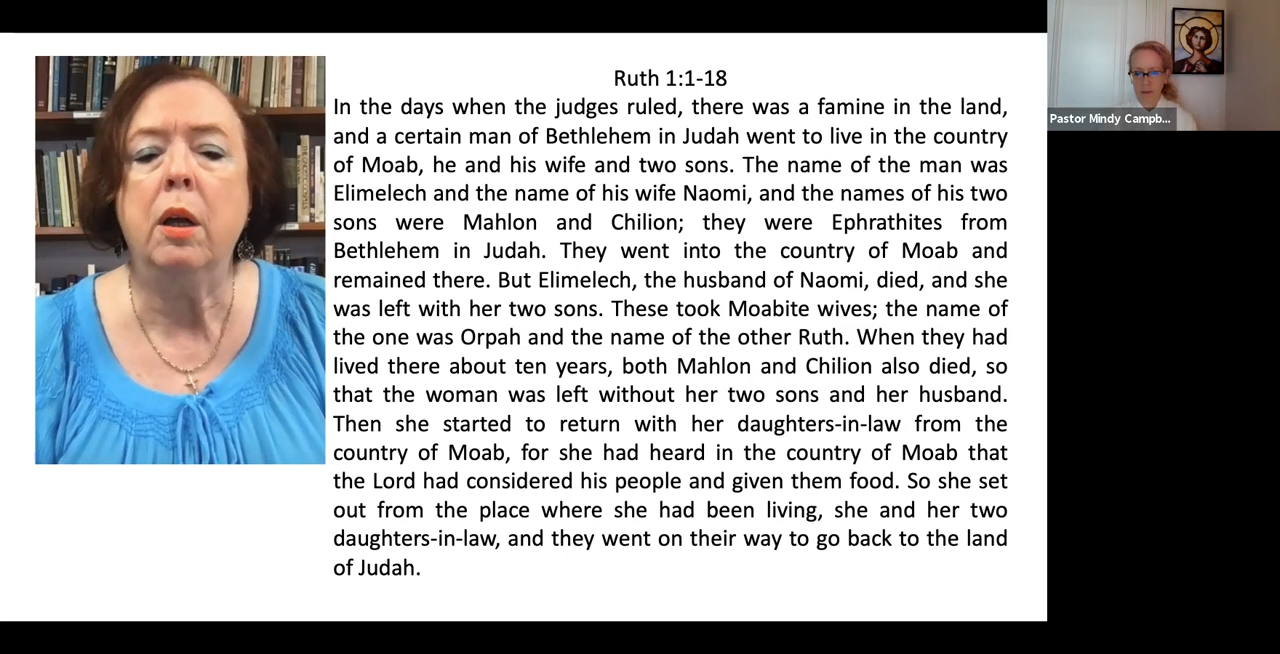 Ruth 1:1-18
In the days when the judges ruled, there was a famine in the land,
and a certain man of Bethlehem in Judah went to live in the country
of Moab, he and his wife and two sons. The name of the man was
Elimelech and the name of his wife Naomi, and the names of his two
sons were Mahlon and Chilion; they were Ephrathites from
Bethlehem in Judah. They went into the country of Moab and
remained there. But Elimelech, the husband of Naomi, died, and she
was left with her two sons. These took Moabite wives; the name of
the one was Orpah and the name of the other Ruth. When they had
lived there about ten years, both Mahlon and Chilion also died, so
that the woman was left without her two sons and her husband.
Then she started to return with her daughters-in-law from the
country of Moab, for she had heard in the country of Moab that
the Lord had considered his people and given them food. So she set
out from the place where she had been living, she and her two
daughters-in-law, and they went on their way to go back to the land
of Judah.
Pastor Mindy Campb...